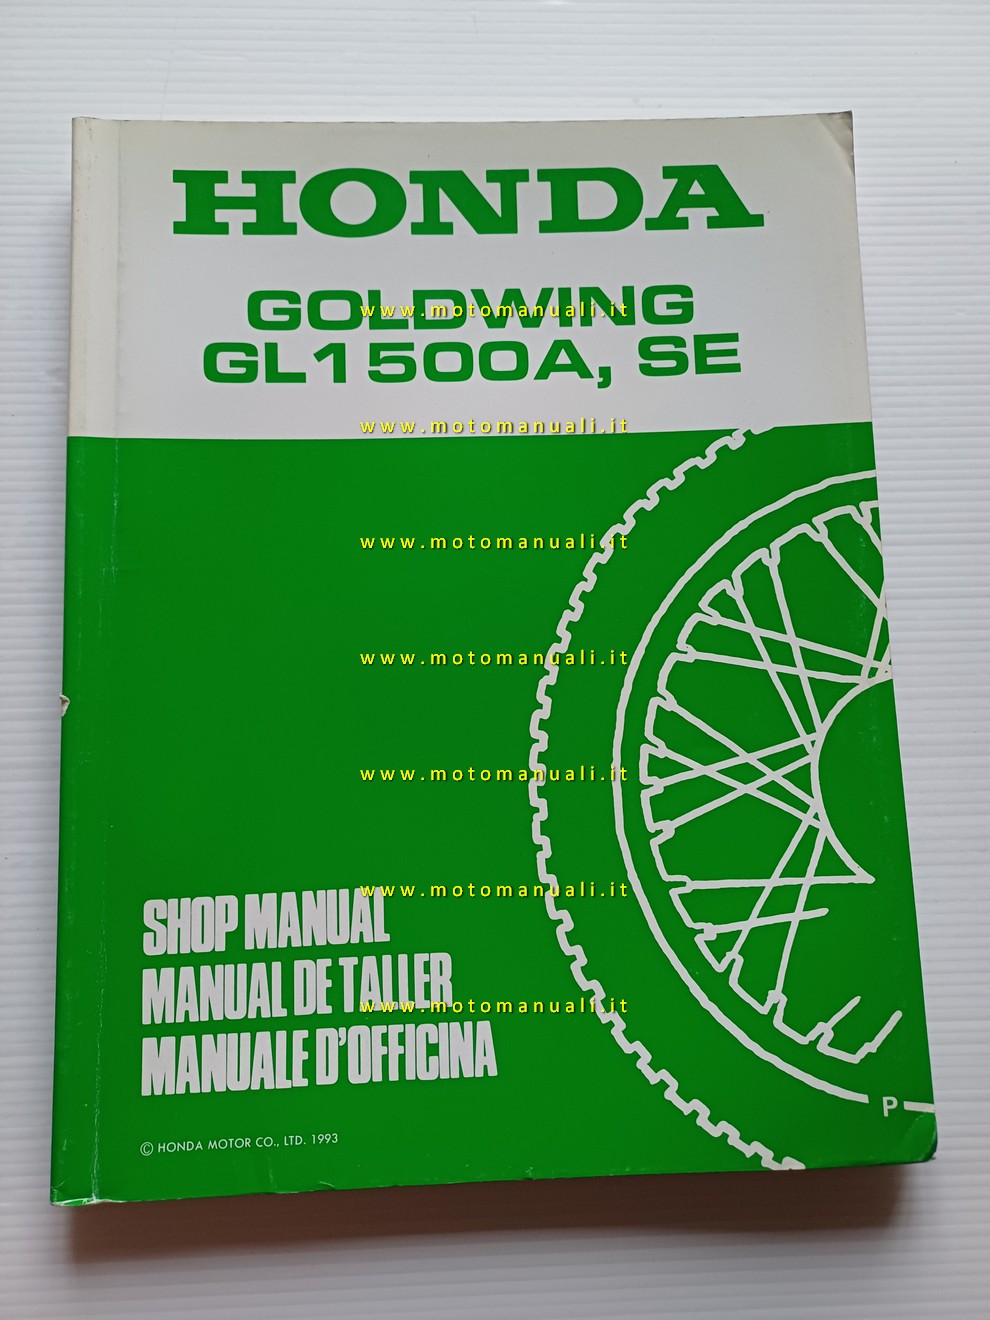 HONDA
GOLDWING
www.motomanuali.it
GL1500A, SE
www.motomanuali.it
www.motomanuali.it
www.motomanuali.it
www.motomanuali.it
www.motomanuali.it
SHOP MANUAL
MANUAL DE TALLER
www.motomanuali.it
MANUALE D'OFFICINA
P
© HONDA MOTOR CO., LTD. 1993